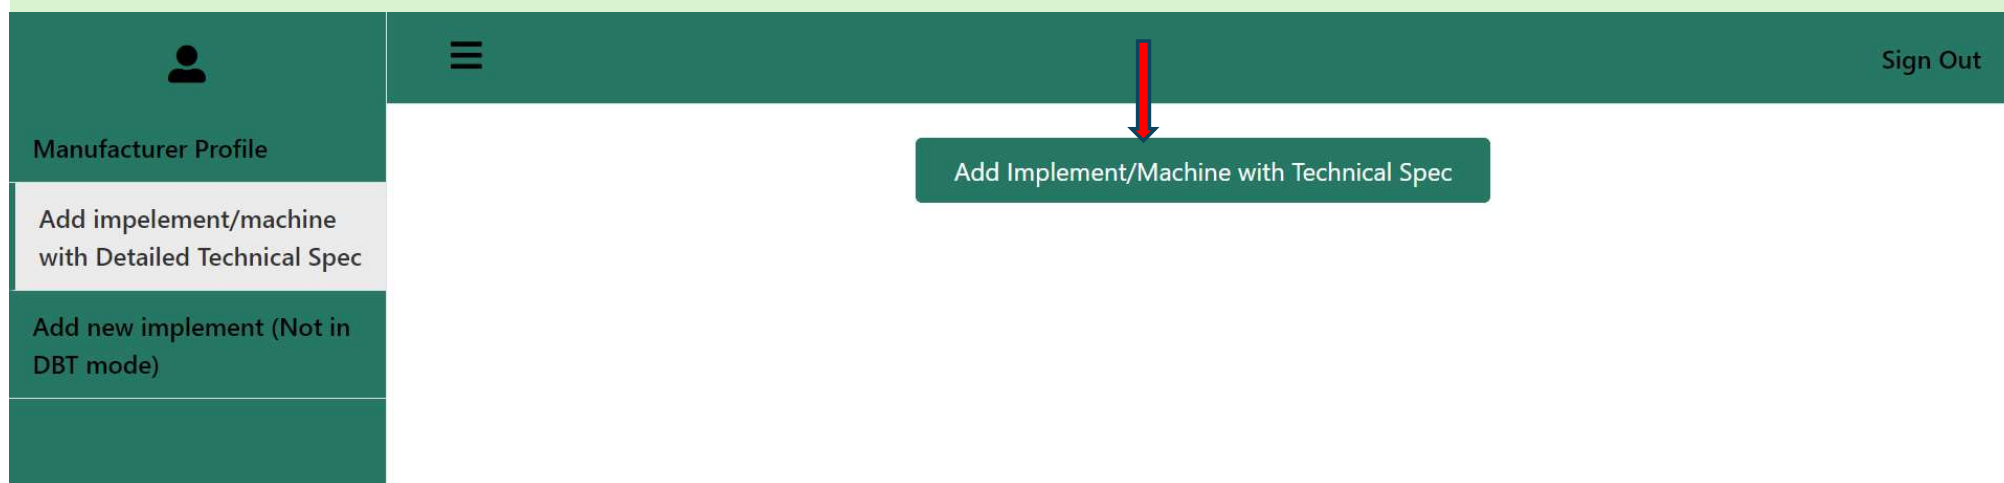 Sign Out
Manufacturer Profile
Add impelement/machine
with Detailed Technical Spec
Add new implement (Not in
DBT mode)
Add Implement/Machine with Technical Spec